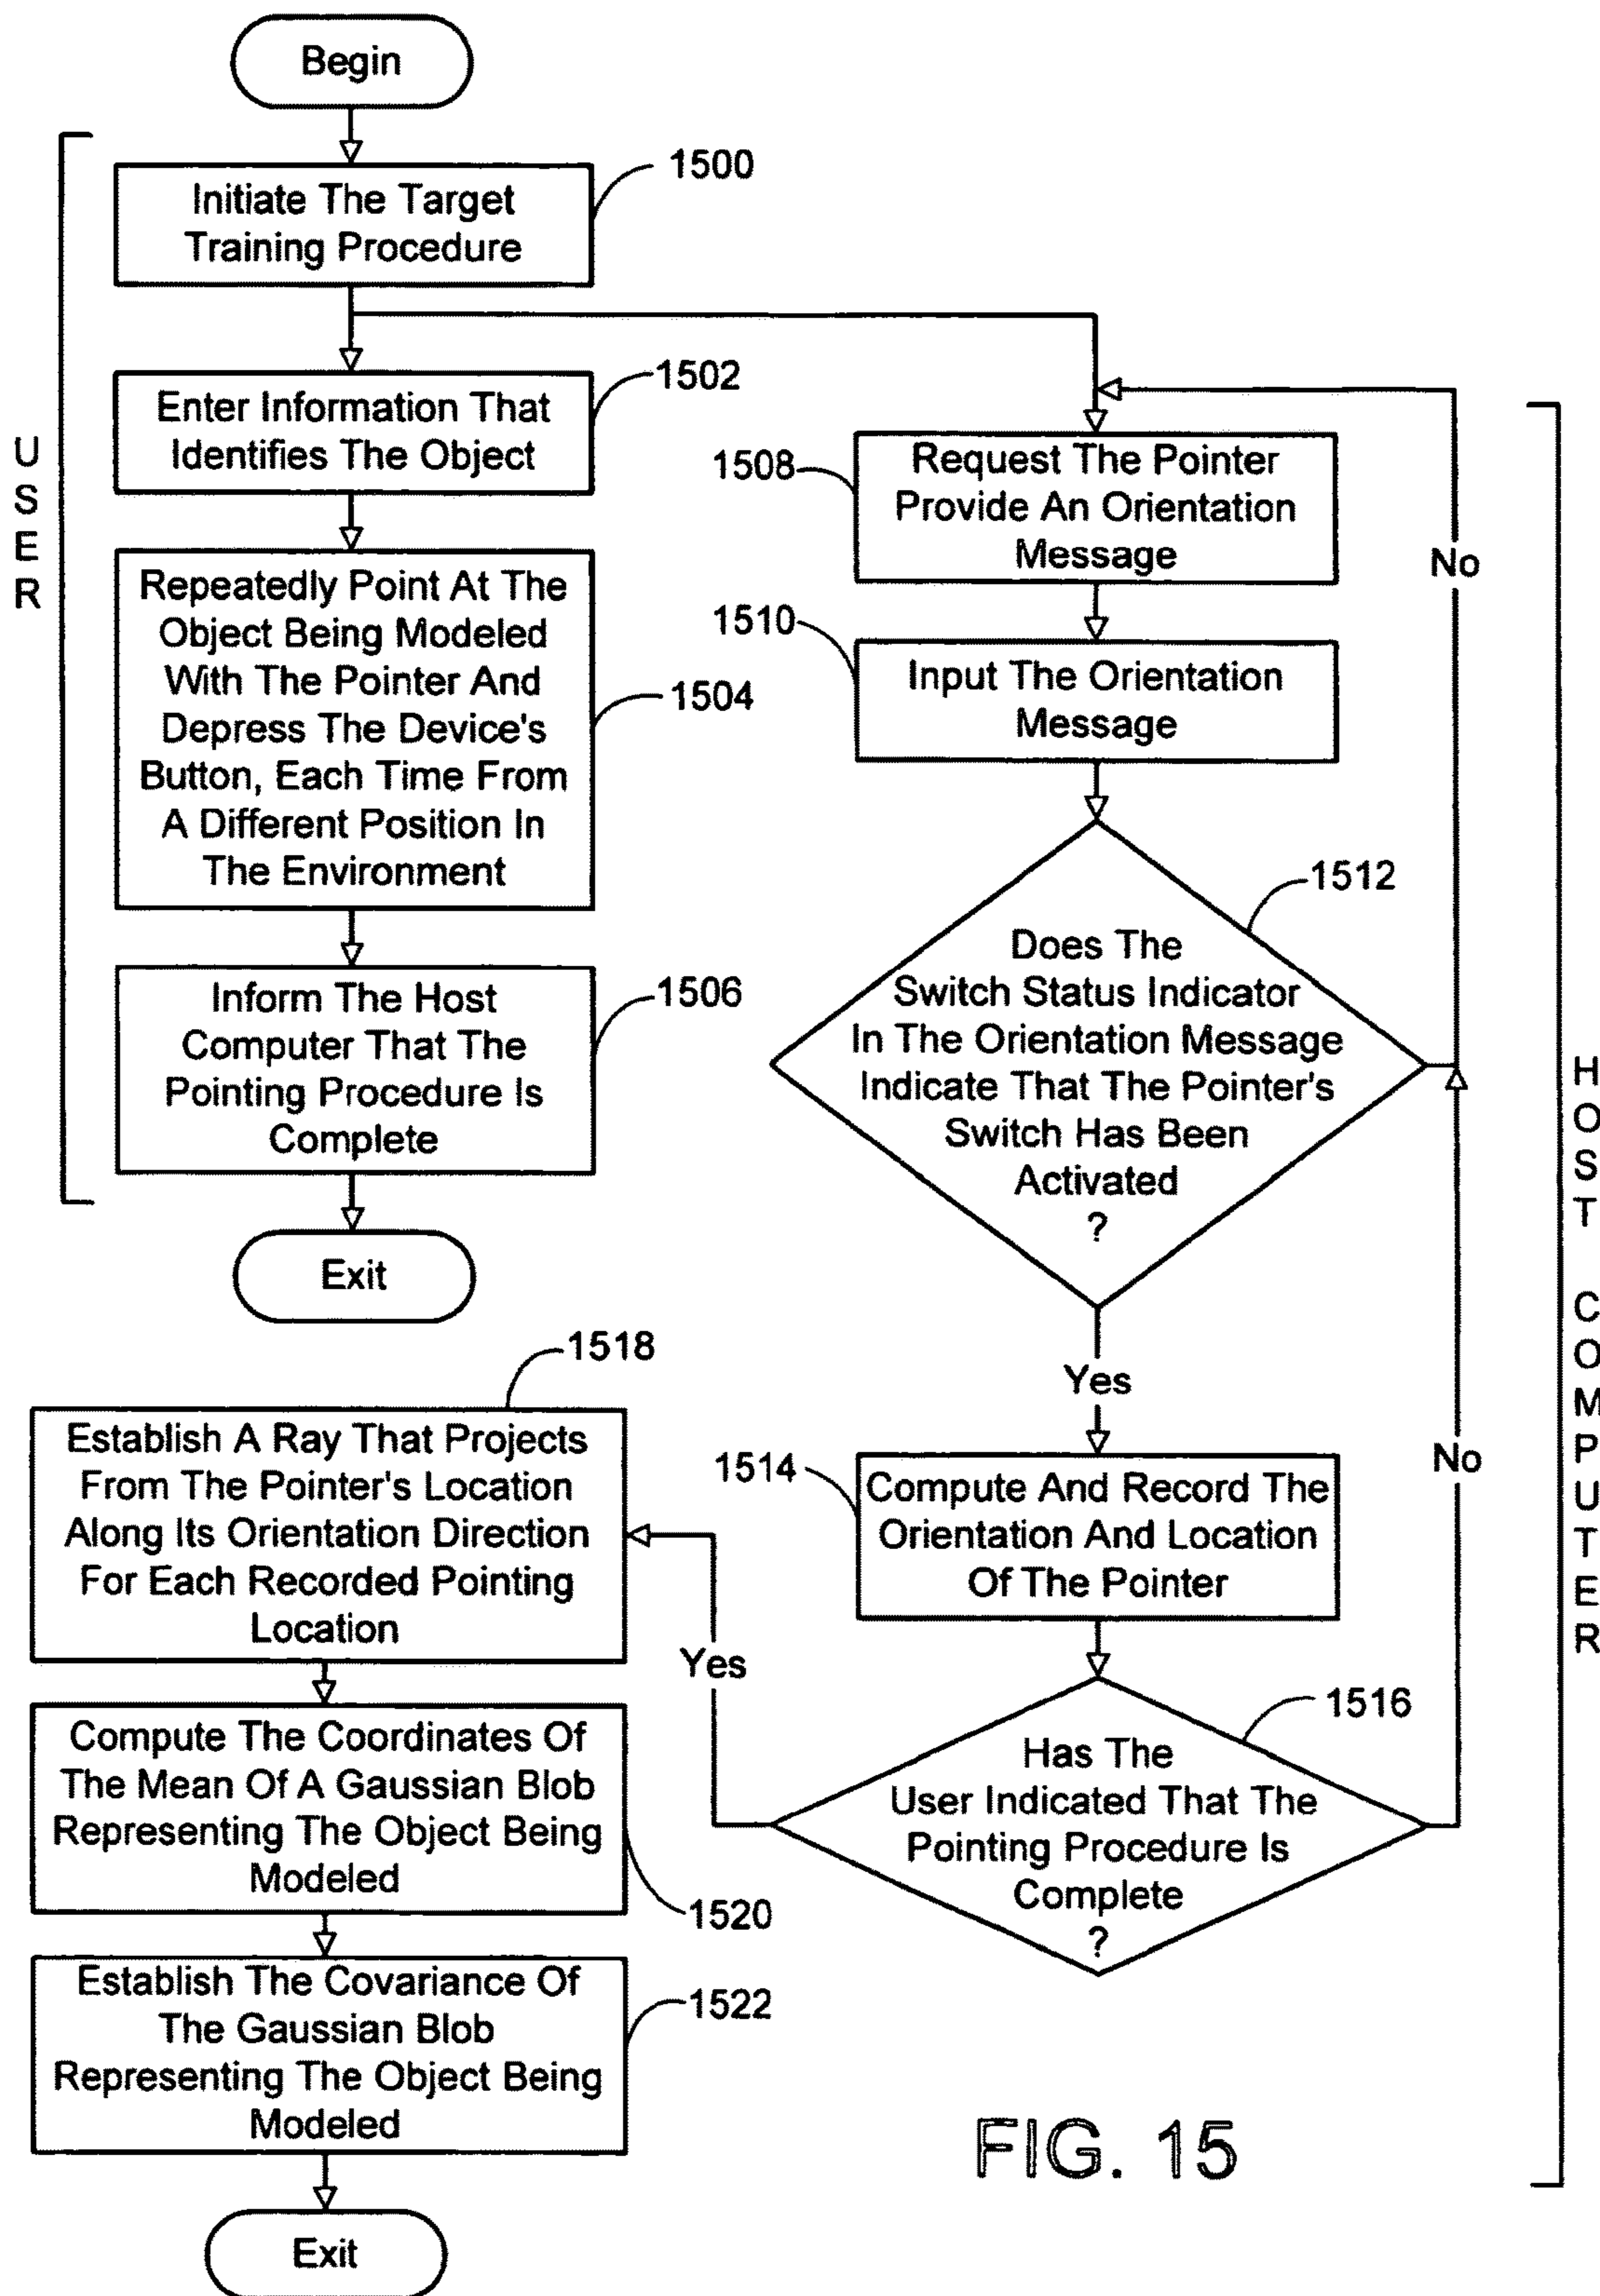 Begin
1500
Initiate The Target
Training Procedure
1502
Enter Information That
Identifies The Object
USER
1504
Repeatedly Point At The
Object Being Modeled
With The Pointer And
Depress The Device's
Button, Each Time From
A Different Position In
The Environment
1506
Inform The Host
Computer That The
Pointing Procedure Is
Complete
Exit
1508
Request The Pointer
Provide An Orientation
Message
No
1510
Input The Orientation
Message
1512
Does The
Switch Status Indicator
In The Orientation Message
Indicate That The Pointer's
Switch Has Been
Activated
?
HOST COMPUTER
Yes
1514
Compute And Record The
Orientation And Location
Of The Pointer
No
1516
Has The
User Indicated That The
Pointing Procedure Is
Complete
?
Yes
1518
Establish A Ray That Projects
From The Pointer's Location
Along Its Orientation Direction
For Each Recorded Pointing
Location
Compute The Coordinates Of
The Mean Of A Gaussian Blob
Representing The Object Being
Modeled
1520
Establish The Covariance Of
The Gaussian Blob
Representing The Object Being
Modeled
1522
Exit
FIG. 15